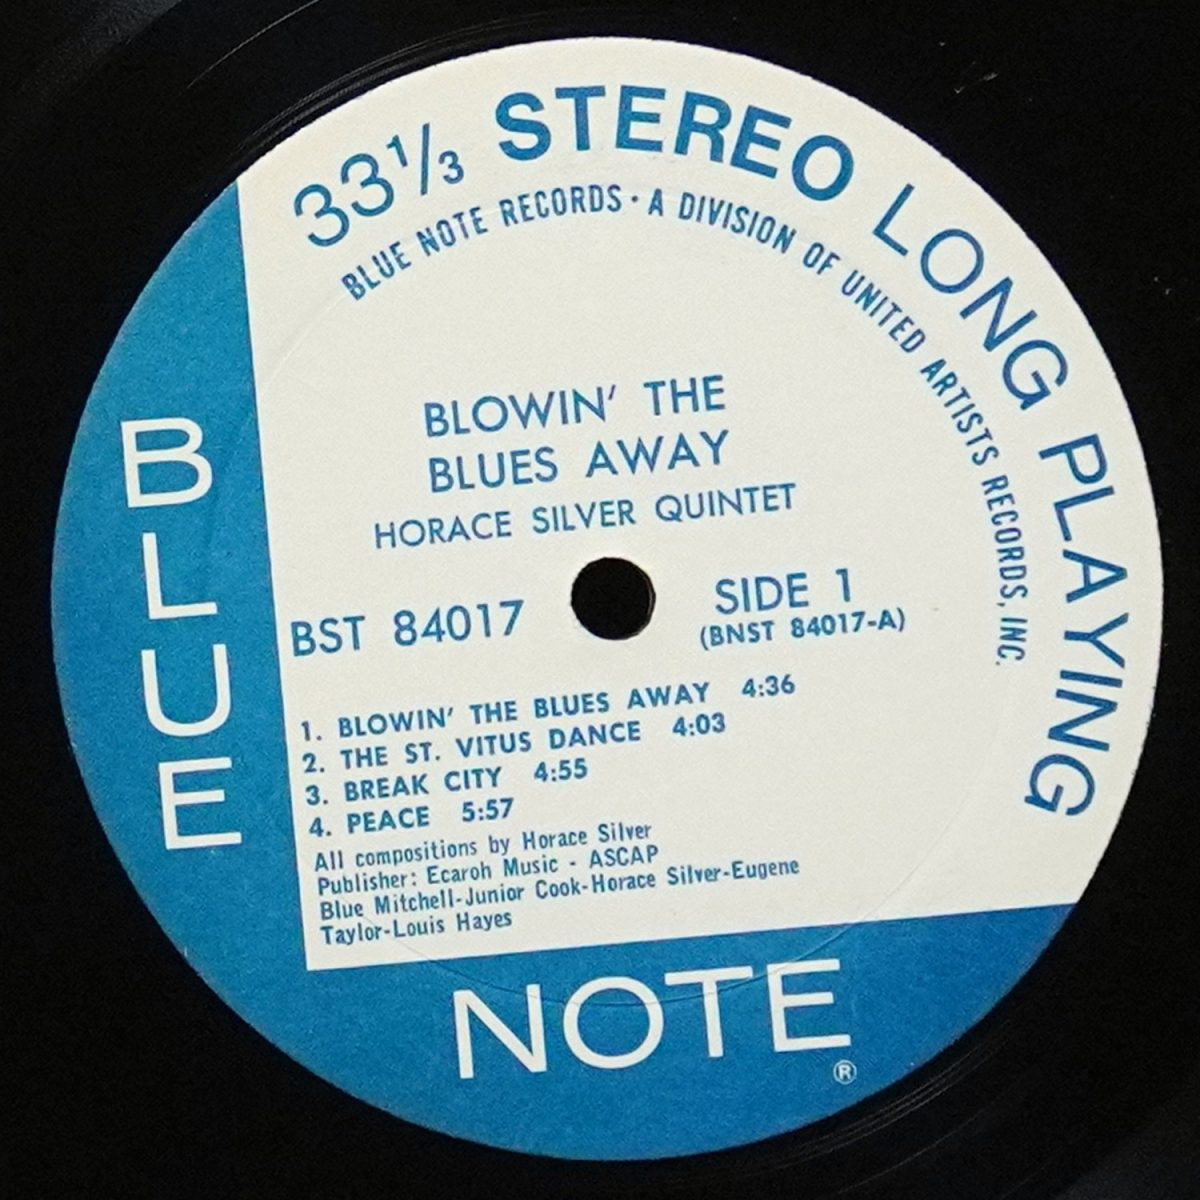 33⅓ STEREO LONG PLAYING
BLUE NOTE RECORDS · A DIVISION OF UNITED ARTISTS RECORDS, INC.
BLOWIN' THE
BLUES AWAY
HORACE SILVER QUINTET
BST 84017
SIDE 1
(BNST 84017-A)
1. BLOWIN' THE BLUES AWAY 4:36
2. THE ST. VITUS DANCE 4:03
3. BREAK CITY 4:55
4. PEACE 5:57
All compositions by Horace Silver
Publisher: Ecaroh Music - ASCAP
Blue Mitchell-Junior Cook-Horace Silver-Eugene
Taylor-Louis Hayes
BLUE
NOTE ®